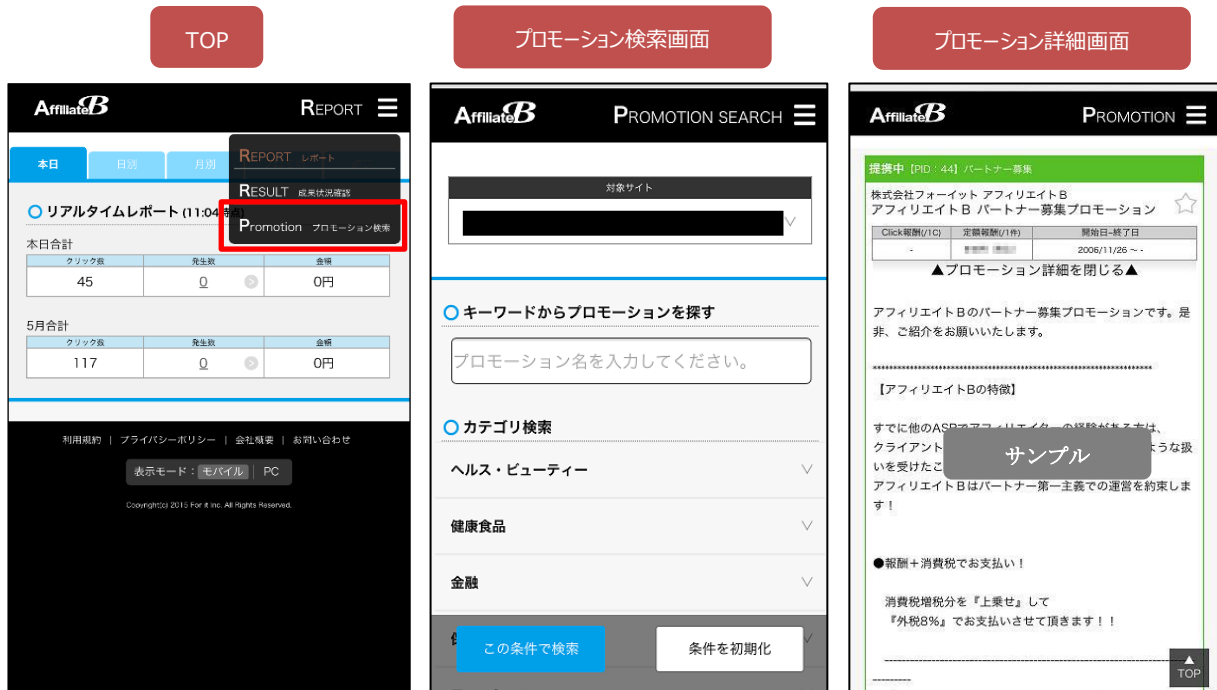 TOP
AffiliateB
REPORT
REPORT レポート
本日
日別
月別
RESULT 成果状況確認
Promotion プロモーション検索
リアルタイムレポート (11:04時点)
本日合計
クリック数 発生数 金額
45 0 0円
5月合計
クリック数 発生数 金額
117 0 0円
利用規約 | プライバシーポリシー | 会社概要 | お問い合わせ
表示モード：モバイル | PC
Copyright(c) 2015 For it Inc. All Rights Reserved.
プロモーション検索画面
AffiliateB
PROMOTION SEARCH
対象サイト
キーワードからプロモーションを探す
プロモーション名を入力してください。
カテゴリ検索
ヘルス・ビューティー
健康食品
金融
この条件で検索
条件を初期化
プロモーション詳細画面
AffiliateB
PROMOTION
提携中【PID：44】パートナー募集
株式会社フォーイット アフィリエイトB
アフィリエイトB パートナー募集プロモーション
Click報酬(/1C) 定額報酬(/1件) 開始日~終了日
- 2006/11/26 ~ -
▲プロモーション詳細を閉じる▲
アフィリエイトBのパートナー募集プロモーションです。是
非、ご紹介をお願いいたします。
************************************************************************
【アフィリエイトBの特徴】
すでに他のASPでアフィリエイターの経験がある方は、
クライアント
ような扱
いを受けたこ
サンプル
アフィリエイトBはパートナー第一主義での運営を約束しま
す！
●報酬＋消費税でお支払い！
消費税増税分を『上乗せ』して
『外税8%』でお支払いさせて頂きます！！
▲
TOP